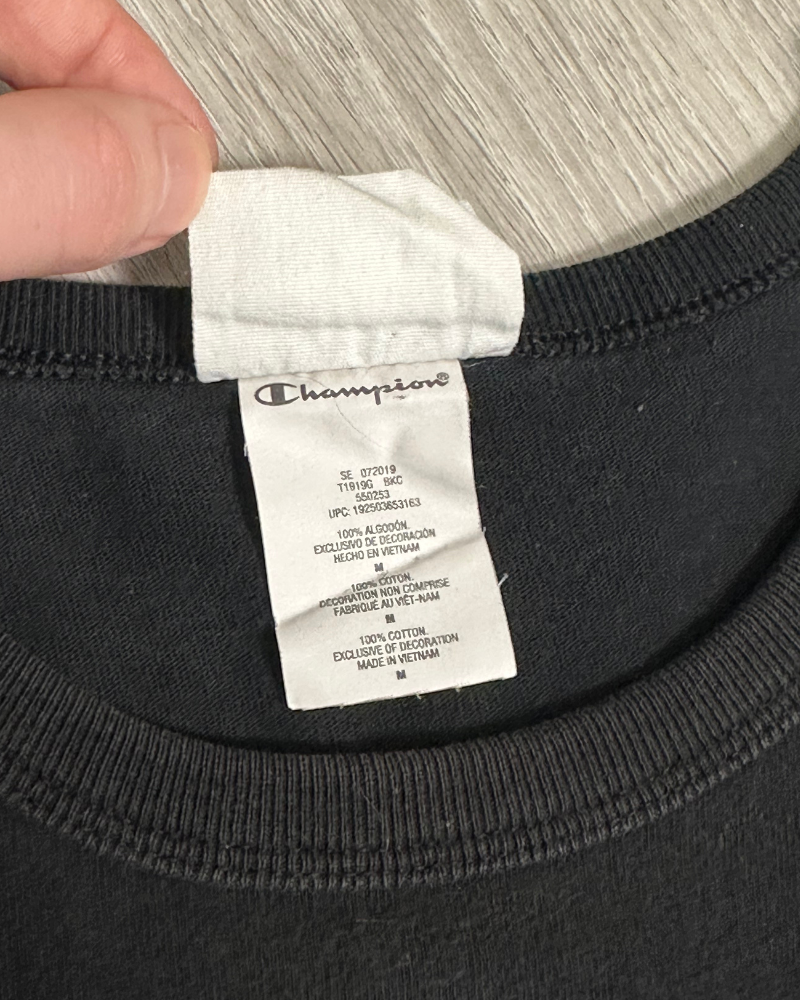 Champion®
SE 072019
T1919G BKC
550253
UPC: 192503653163
100% ALGODÓN.
EXCLUSIVO DE DECORACIÓN
HECHO EN VIETNAM
M
100% COTON.
DECORATION NON COMPRISE
FABRIQUÉ AU VIÊT-NAM
M
100% COTTON.
EXCLUSIVE OF DECORATION
MADE IN VIETNAM
M